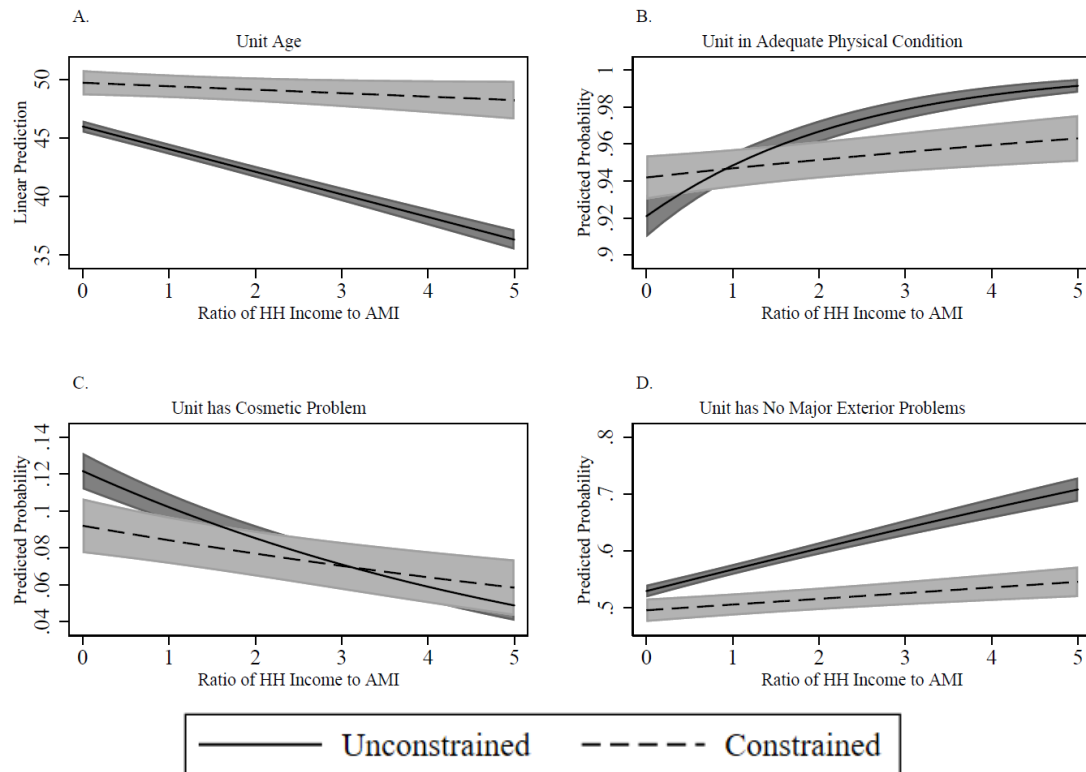 A.
Unit Age
Linear Prediction
50
45
40
35
0 1 2 3 4 5
Ratio of HH Income to AMI
B.
Unit in Adequate Physical Condition
Predicted Probability
1
.98
.96
.94
.92
.9
0 1 2 3 4 5
Ratio of HH Income to AMI
C.
Unit has Cosmetic Problem
Predicted Probability
.14
.12
.1
.08
.06
.04
0 1 2 3 4 5
Ratio of HH Income to AMI
D.
Unit has No Major Exterior Problems
Predicted Probability
.8
.7
.6
.5
0 1 2 3 4 5
Ratio of HH Income to AMI
Unconstrained Constrained